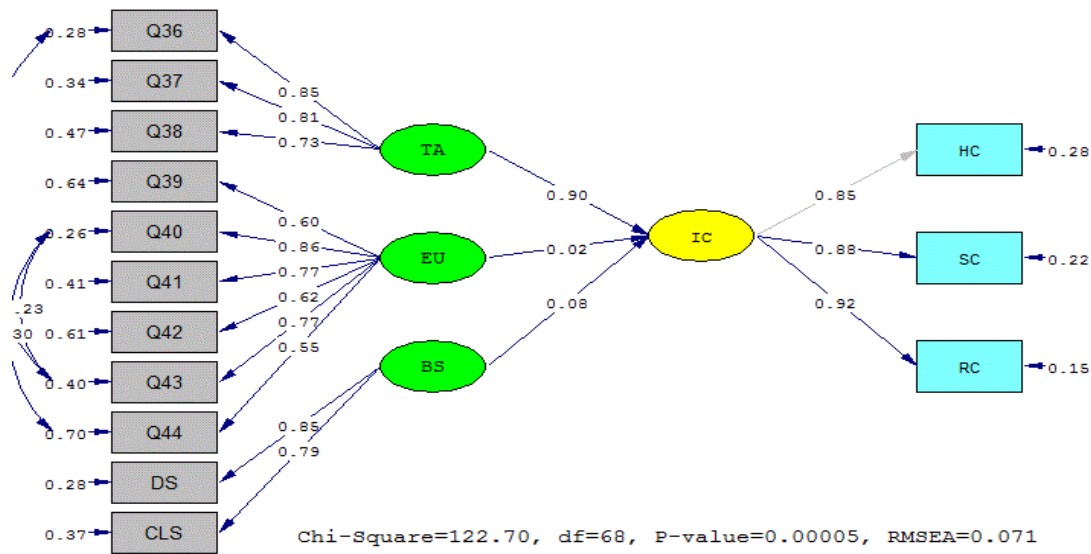 0.28 Q36
0.34 Q37
0.47 Q38
0.64 Q39
0.26 Q40
0.41 Q41
0.61 Q42
0.40 Q43
0.70 Q44
0.28 DS
0.37 CLS
.23
30
0.85
0.81
0.73
0.60
0.86
0.77
0.62
0.77
0.55
0.85
0.79
TA
EU
BS
0.90
0.02
0.08
IC
0.85
0.88
0.92
HC 0.28
SC 0.22
RC 0.15
Chi-Square=122.70, df=68, P-value=0.00005, RMSEA=0.071